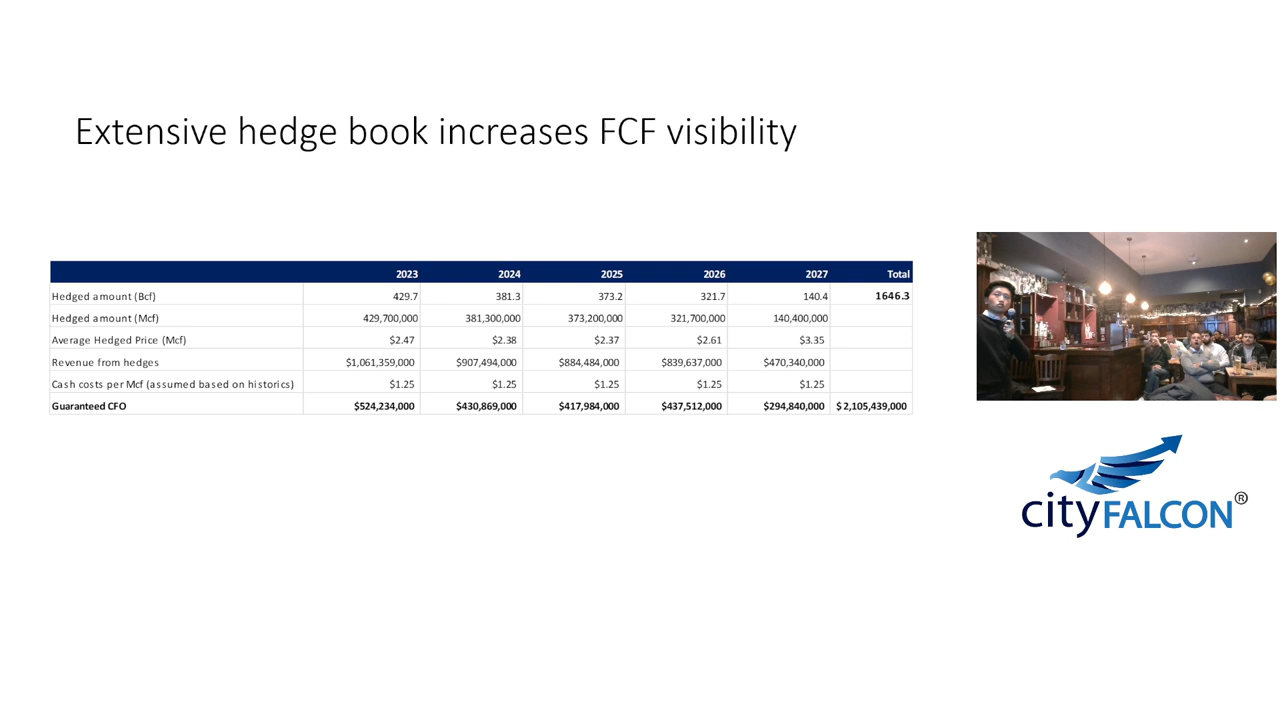 Extensive hedge book increases FCF visibility
2023 2024 2025 2026 2027 Total
Hedged amount (Bcf) 429.7 381.3 373.2 321.7 140.4 1646.3
Hedged amount (Mcf) 429,700,000 381,300,000 373,200,000 321,700,000 140,400,000
Average Hedged Price (Mcf) $2.47 $2.38 $2.37 $2.61 $3.35
Revenue from hedges $1,061,359,000 $907,494,000 $884,484,000 $839,637,000 $470,340,000
Cash costs per Mcf (assumed based on historics) $1.25 $1.25 $1.25 $1.25 $1.25
Guaranteed CFO $524,234,000 $430,869,000 $417,984,000 $437,512,000 $294,840,000 $ 2,105,439,000
cityFALCON®